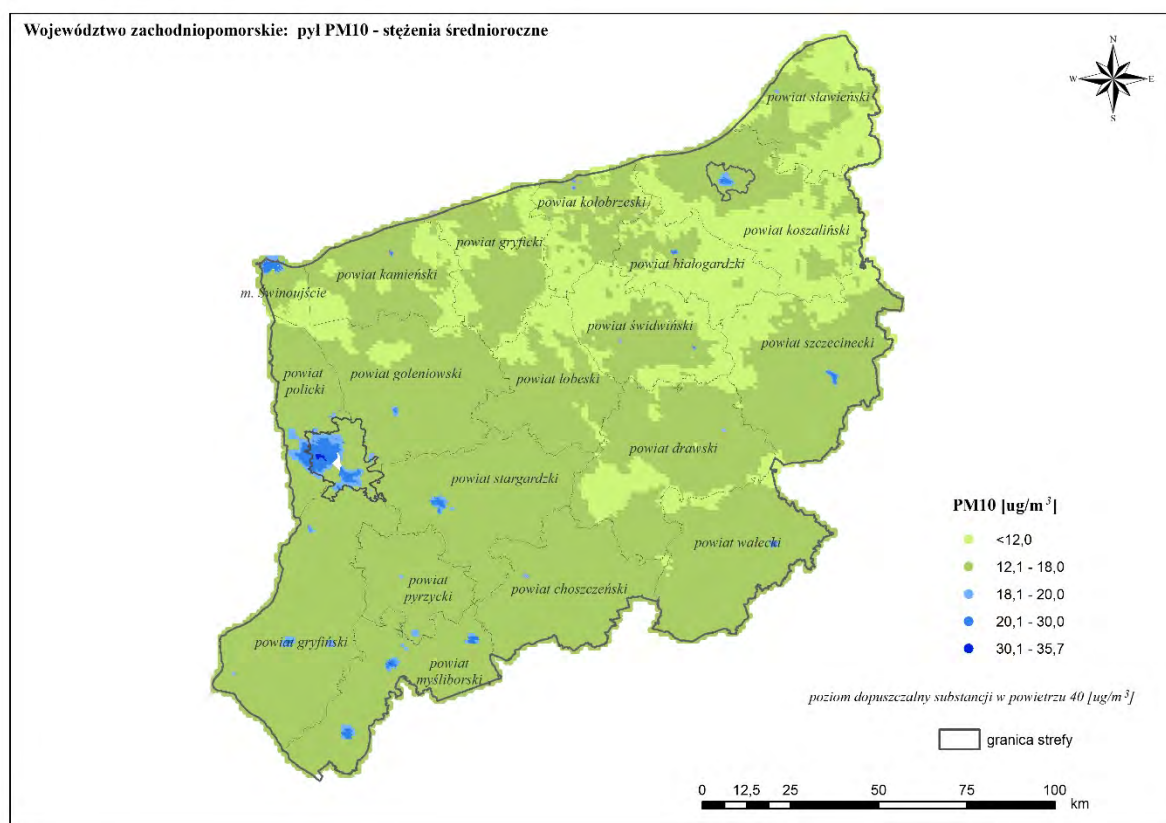 Województwo zachodniopomorskie: pył PM10 - stężenia średnioroczne
N
W
E
S
powiat sławieński
powiat kołobrzeski
powiat koszaliński
powiat gryficki
powiat białogardzki
powiat kamieński
m. Świnoujście
powiat świdwiński
powiat szczecinecki
powiat
policki
powiat goleniowski
powiat łobeski
powiat drawski
powiat stargardzki
powiat wałecki
powiat
pyrzycki
powiat choszczeński
powiat gryfiński
powiat
myśliborski
PM10 [ug/m³]
<12,0
12,1 - 18,0
18,1 - 20,0
20,1 - 30,0
30,1 - 35,7
poziom dopuszczalny substancji w powietrzu 40 [ug/m³]
granica strefy
0 12,5 25 50 75 100
km